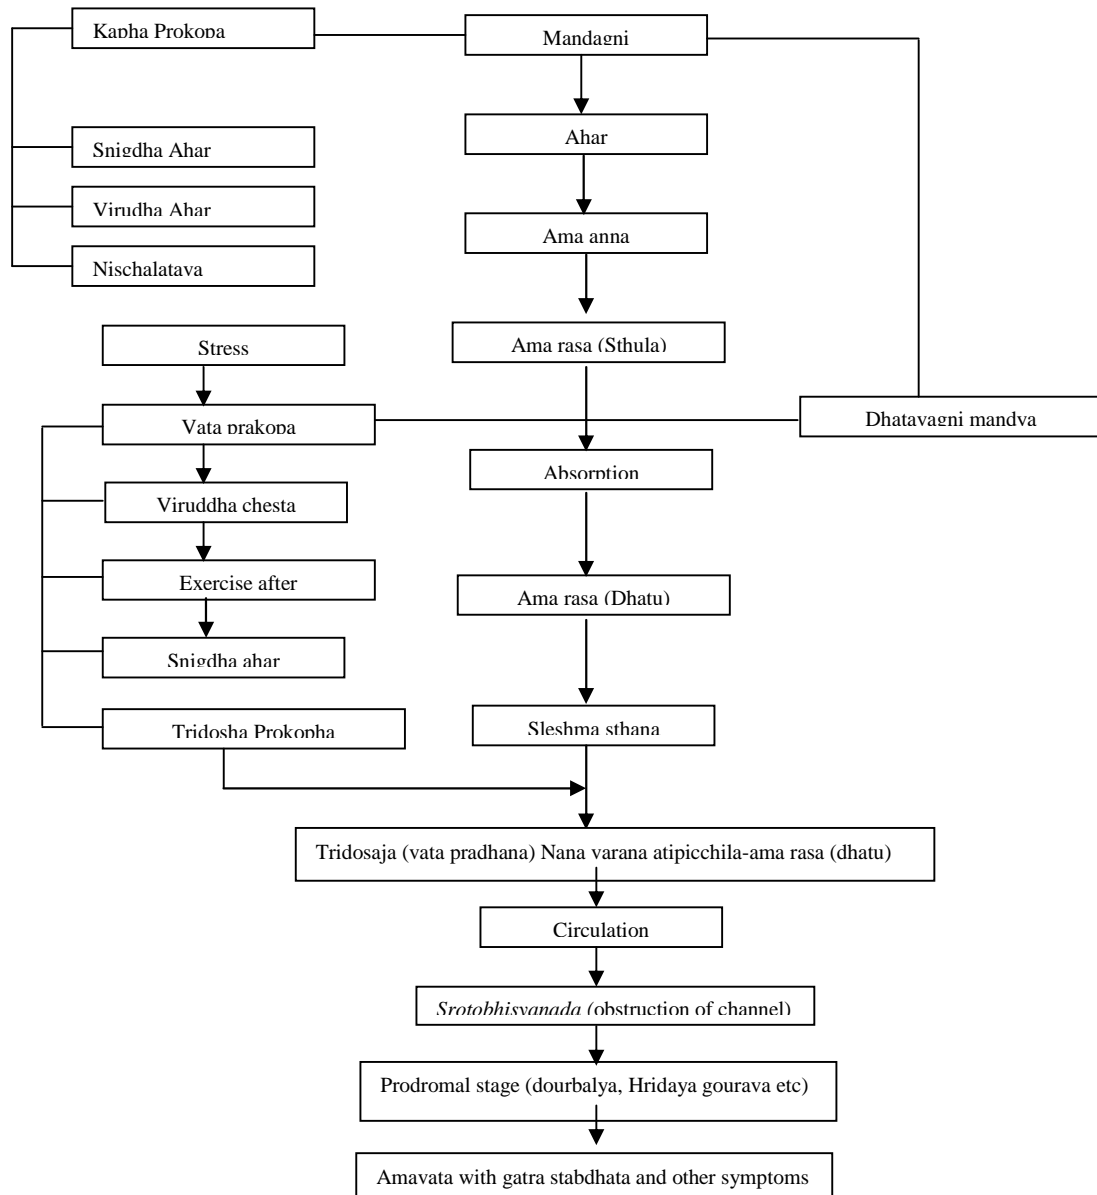 Kapha Prokopa
Mandagni
Snigdha Ahar
Virudha Ahar
Nischalatava
Ahar
Ama anna
Ama rasa (Sthula)
Stress
Vata prakopa
Dhatavagni mandya
Viruddha chesta
Exercise after
Snigdha ahar
Tridosha Prokopha
Absorption
Ama rasa (Dhatu)
Sleshma sthana
Tridosaja (vata pradhana) Nana varana atipicchila-ama rasa (dhatu)
Circulation
Srotobhisvanada (obstruction of channel)
Prodromal stage (dourbalya, Hridaya gourava etc)
Amavata with gatra stabdhata and other symptoms